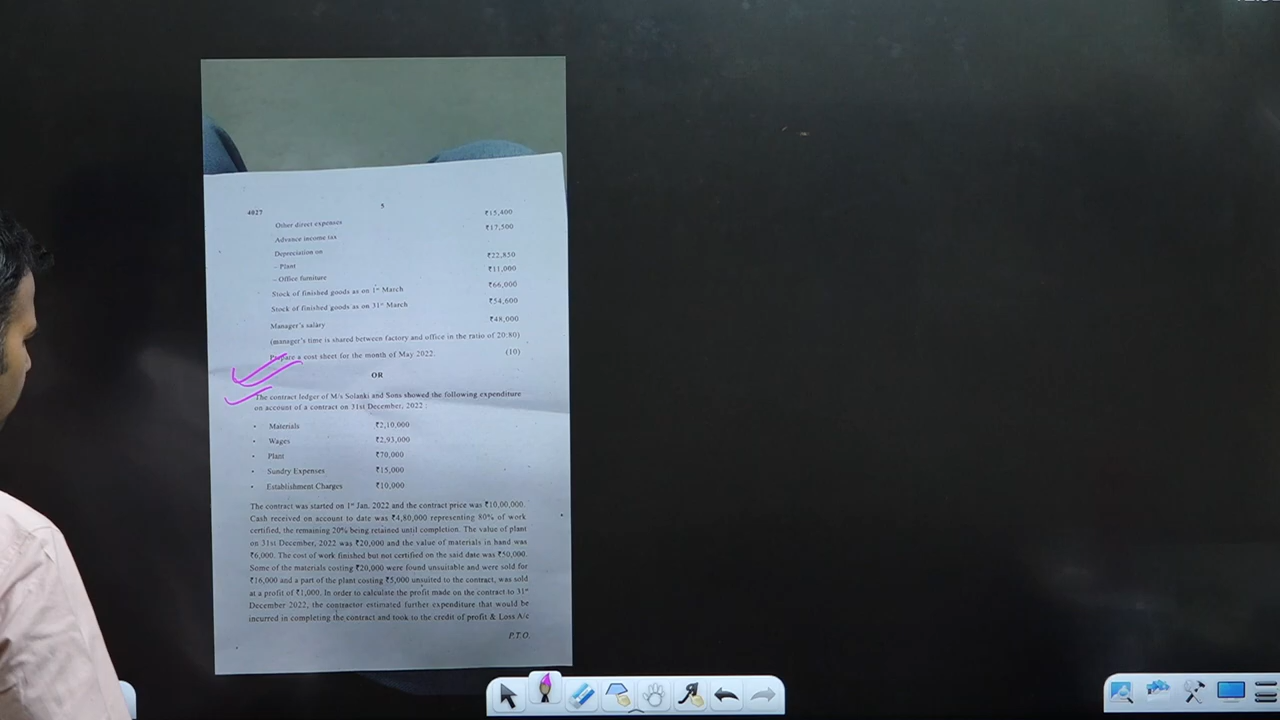 4827
5
Other direct expenses ₹15,400
Advance income tax ₹17,500
Depreciation on
– Plant ₹22,850
– Office furniture ₹11,000
Stock of finished goods as on 1st March ₹66,000
Stock of finished goods as on 31st March ₹54,600
Manager's salary ₹48,000
(manager's time is shared between factory and office in the ratio of 20:80)
Prepare a cost sheet for the month of May 2022. (10)
OR
The contract ledger of M/s Solanki and Sons showed the following expenditure
on account of a contract on 31st December, 2022
• Materials ₹2,10,000
• Wages ₹2,93,000
• Plant ₹70,000
• Sundry Expenses ₹15,000
• Establishment Charges ₹10,000
The contract was started on 1st Jan, 2022 and the contract price was ₹10,00,000.
Cash received on account to date was ₹4,80,000 representing 80% of work
certified, the remaining 20% being retained until completion. The value of plant
on 31st December, 2022 was ₹20,000 and the value of materials in hand was
₹6,000. The cost of work finished but not certified on the said date was ₹50,000.
Some of the materials costing ₹20,000 were found unsuitable and were sold for
₹16,000 and a part of the plant costing ₹5,000 unsuited to the contract, was sold
at a profit of ₹1,000. In order to calculate the profit made on the contract to 31st
December 2022, the contractor estimated further expenditure that would be
incurred in completing the contract and took to the credit of profit & Loss A/c
P.T.O.